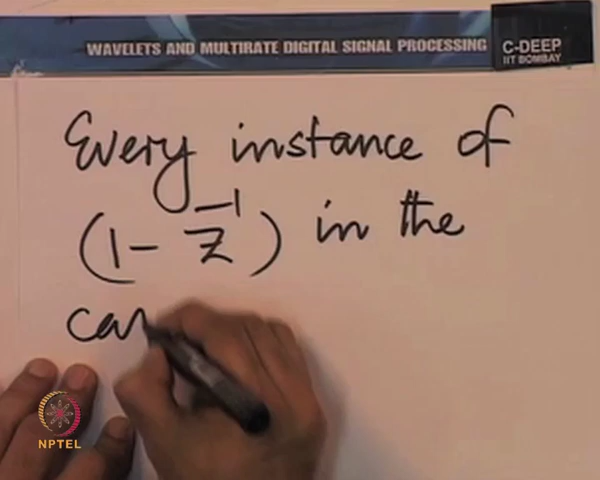 WAVELETS AND MULTIRATE DIGITAL SIGNAL PROCESSING
C-DEEP
IIT BOMBAY
Every instance of
(1 - z⁻¹) in the
NPTEL